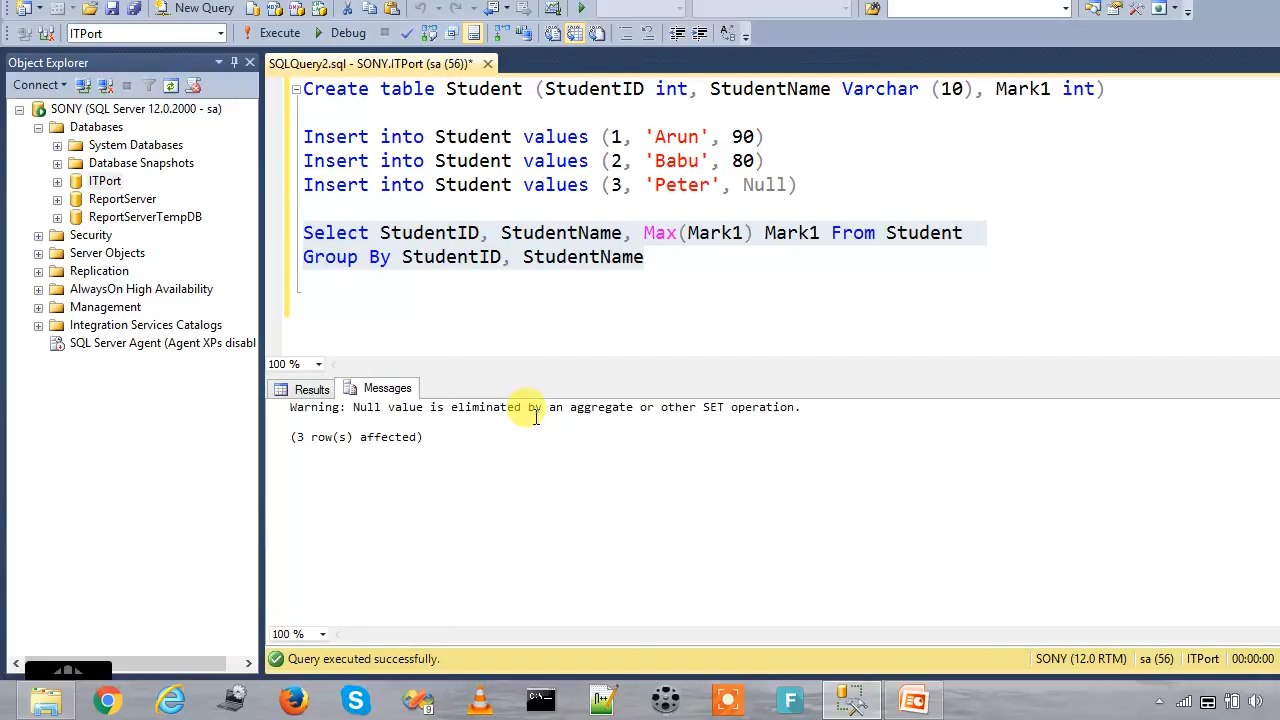 New Query
ITPort
Execute
Debug
Object Explorer
SQLQuery2.sql - SONY.ITPort (sa (56))*
Connect
SONY (SQL Server 12.0.2000 - sa)
Databases
System Databases
Database Snapshots
ITPort
ReportServer
ReportServerTempDB
Security
Server Objects
Replication
AlwaysOn High Availability
Management
Integration Services Catalogs
SQL Server Agent (Agent XPs disabl
Create table Student (StudentID int, StudentName Varchar (10), Mark1 int)
Insert into Student values (1, 'Arun', 90)
Insert into Student values (2, 'Babu', 80)
Insert into Student values (3, 'Peter', Null)
Select StudentID, StudentName, Max(Mark1) Mark1 From Student
Group By StudentID, StudentName
100 %
Results
Messages
Warning: Null value is eliminated by an aggregate or other SET operation.
(3 row(s) affected)
100 %
Query executed successfully.
SONY (12.0 RTM)
sa (56)
ITPort
00:00:00